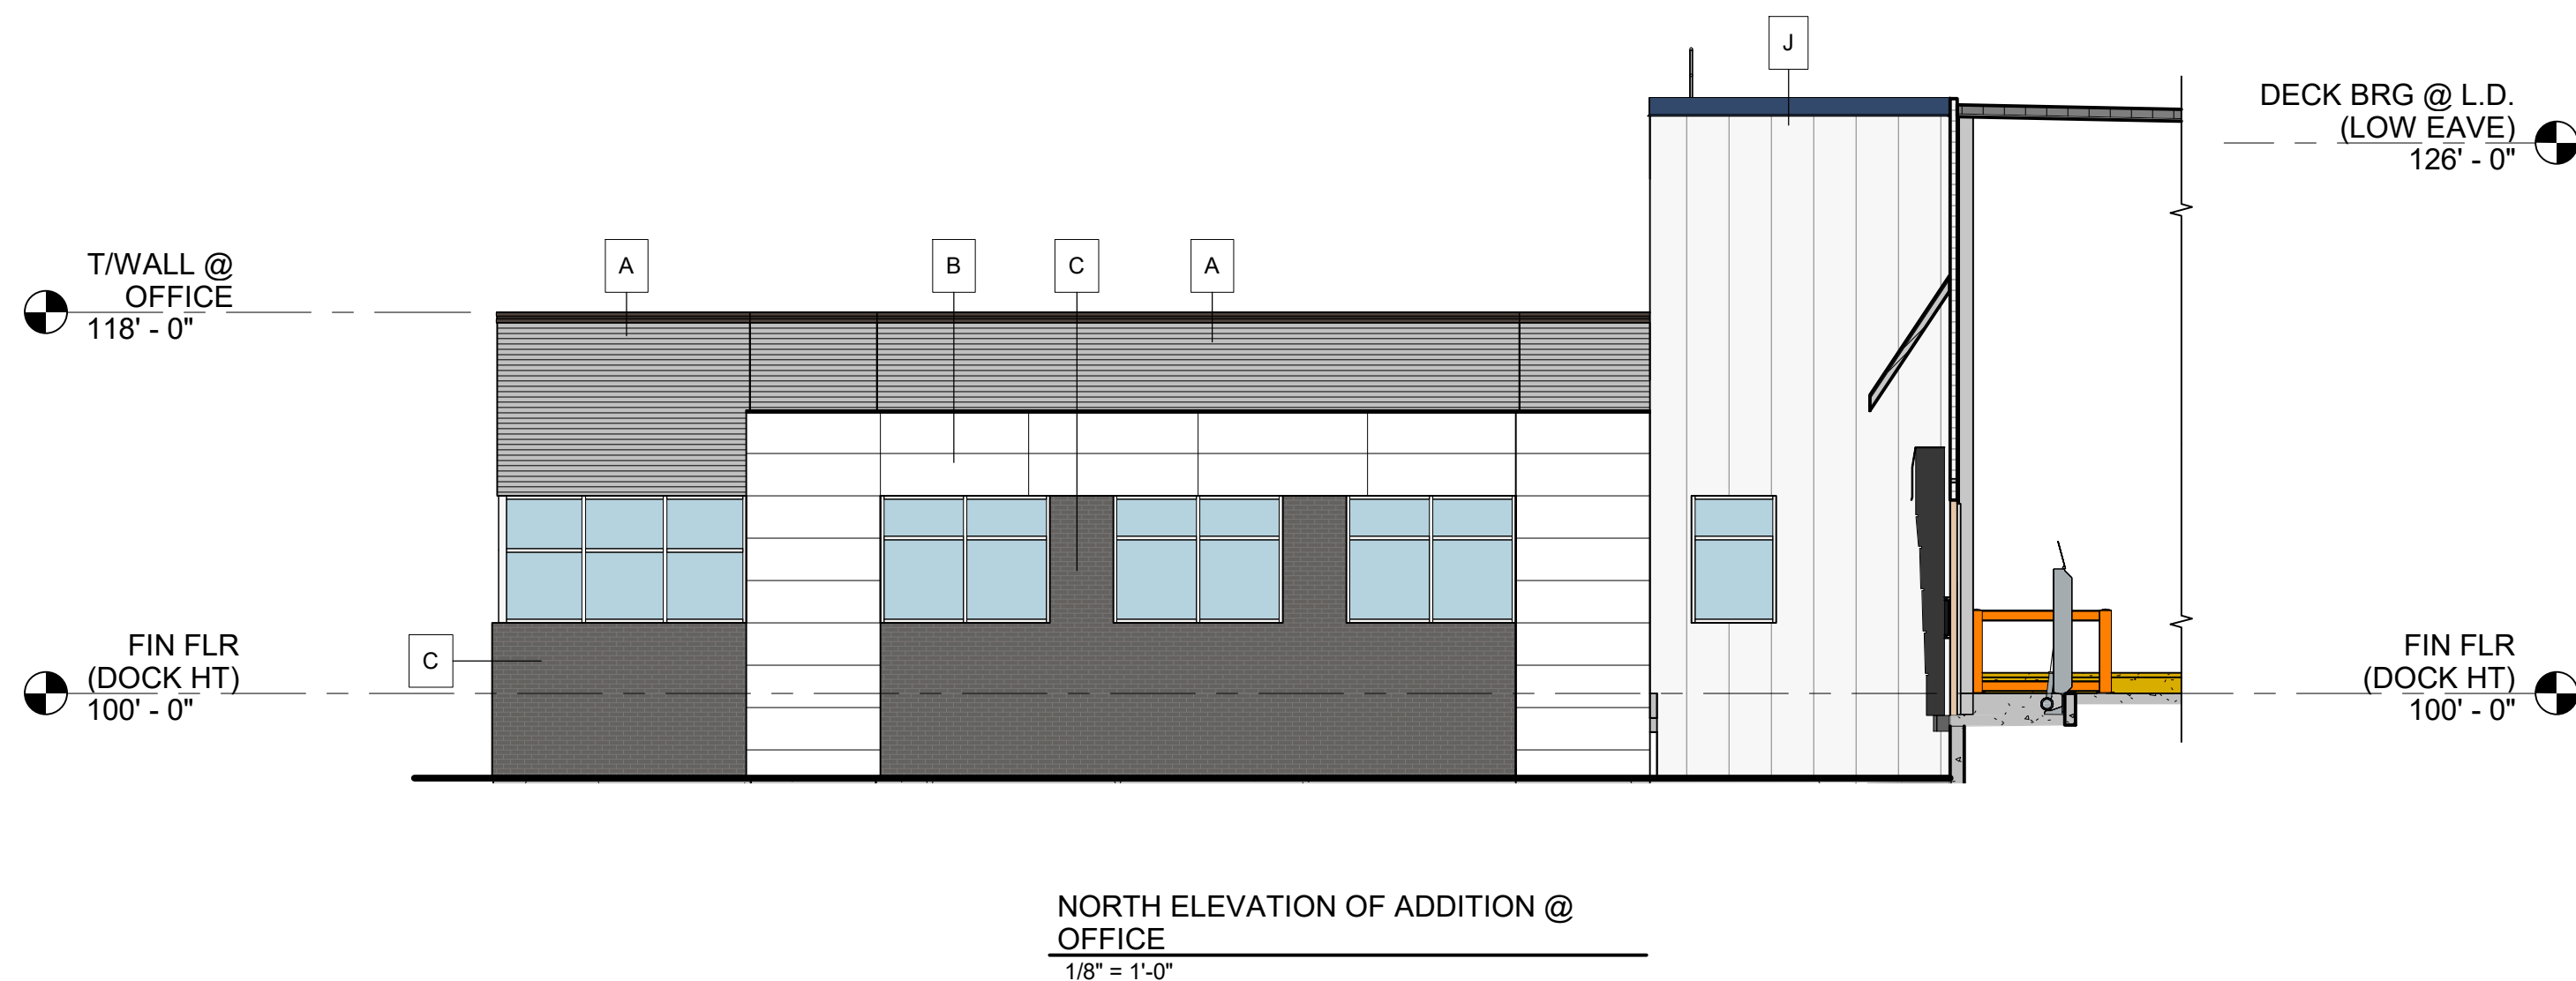 J
DECK BRG @ L.D.
(LOW EAVE)
126' - 0"
T/WALL @
OFFICE
118' - 0"
A
B
C
A
FIN FLR
(DOCK HT)
100' - 0"
C
FIN FLR
(DOCK HT)
100' - 0"
NORTH ELEVATION OF ADDITION @
OFFICE
1/8" = 1'-0"